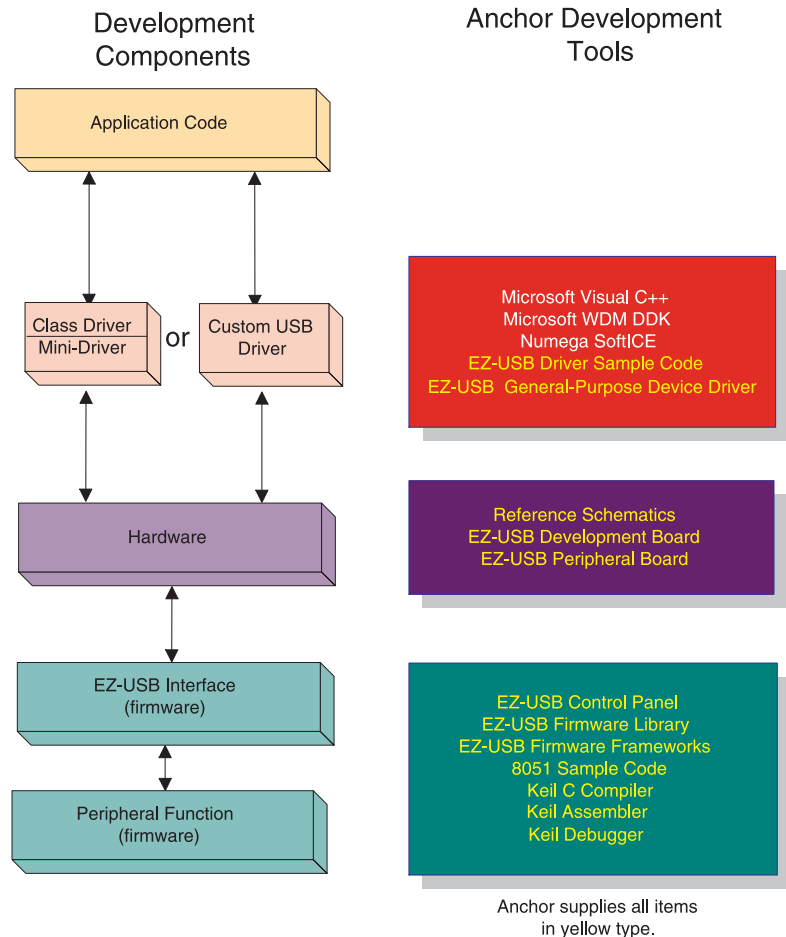 Development
Components
Anchor Development
Tools
Application Code
Class Driver
Mini-Driver
or
Custom USB
Driver
Microsoft Visual C++
Microsoft WDM DDK
Numega SoftICE
EZ-USB Driver Sample Code
EZ-USB General-Purpose Device Driver
Hardware
Reference Schematics
EZ-USB Development Board
EZ-USB Peripheral Board
EZ-USB Interface
(firmware)
Peripheral Function
(firmware)
EZ-USB Control Panel
EZ-USB Firmware Library
EZ-USB Firmware Frameworks
8051 Sample Code
Keil C Compiler
Keil Assembler
Keil Debugger
Anchor supplies all items
in yellow type.